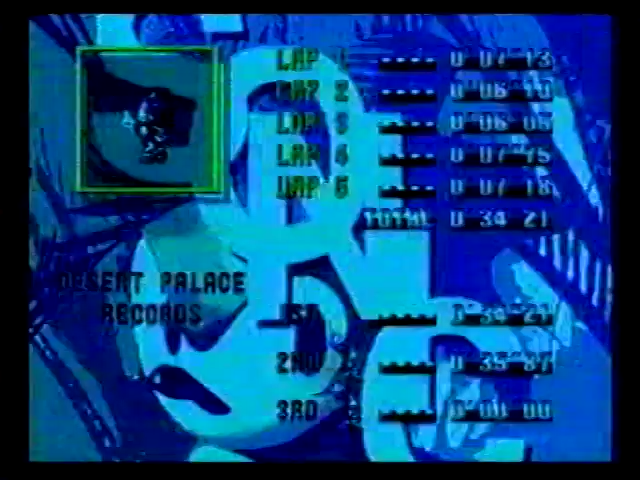 LAP 1 0'07"13
LAP 2 0'06"10
LAP 3 0'06"05
LAP 4 0'07"75
LAP 5 0'07"18
TOTAL 0'34"21
DESERT PALACE
RECORDS
1ST 0'34"21
2ND 0'35"87
3RD 0'00"00